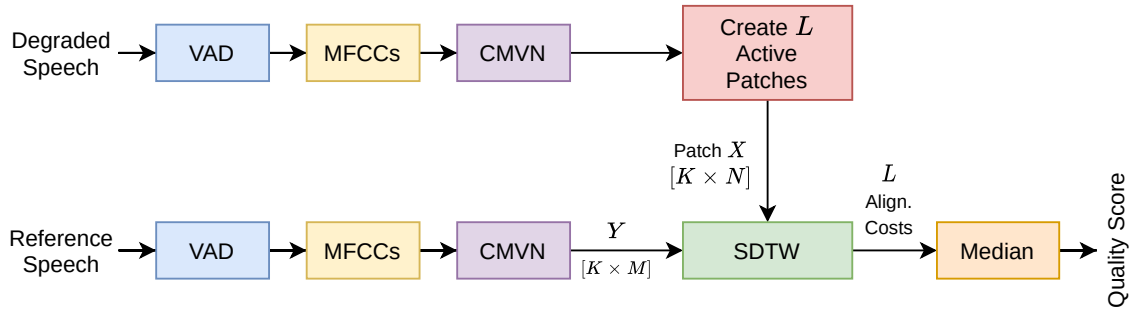 Degraded
Speech
VAD
MFCCs
CMVN
Create L
Active
Patches
Patch X
[K × N]
Reference
Speech
VAD
MFCCs
CMVN
Y
[K × M]
SDTW
L
Align.
Costs
Median
Quality Score